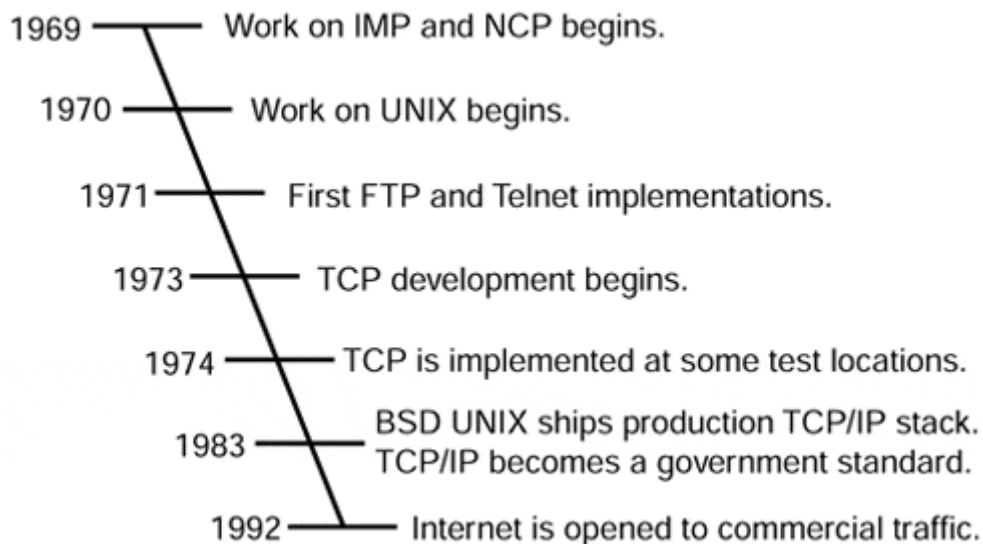 1969 Work on IMP and NCP begins.
1970 Work on UNIX begins.
1971 First FTP and Telnet implementations.
1973 TCP development begins.
1974 TCP is implemented at some test locations.
1983 BSD UNIX ships production TCP/IP stack.
TCP/IP becomes a government standard.
1992 Internet is opened to commercial traffic.